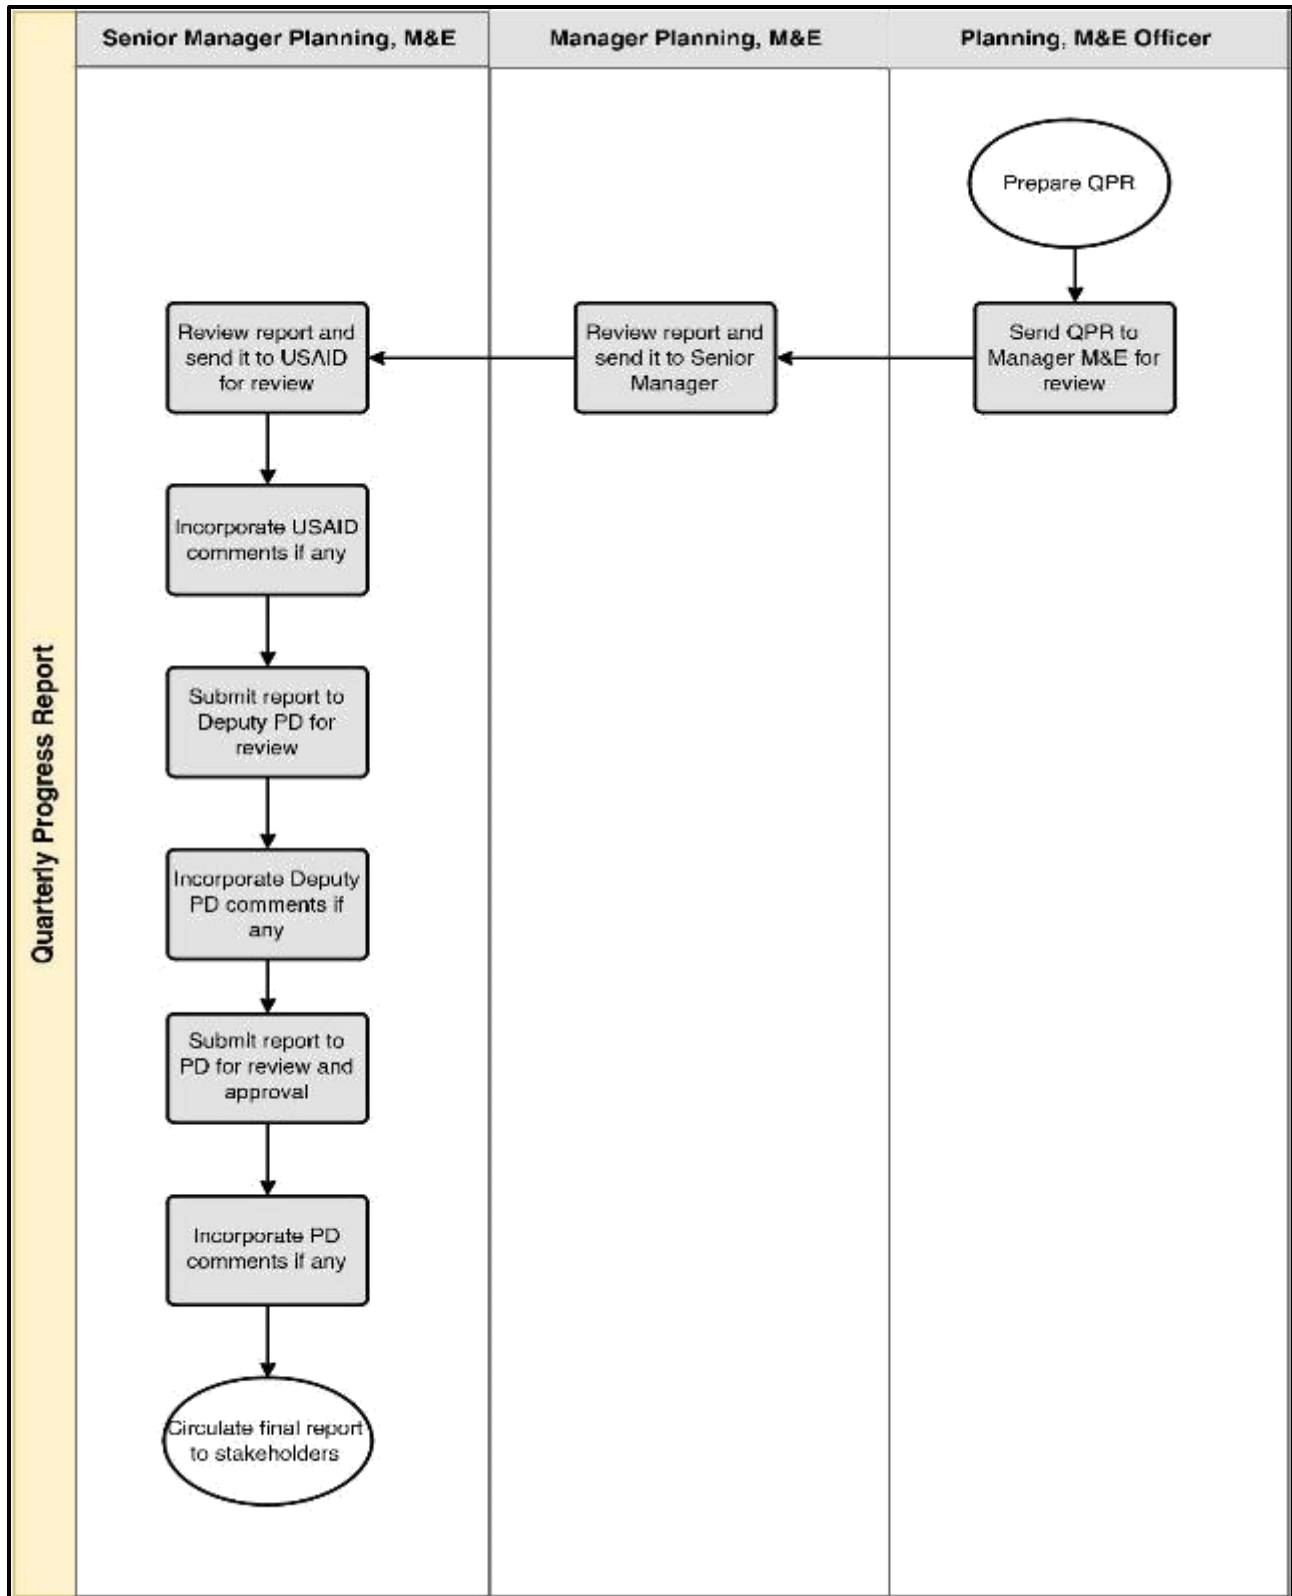 Senior Manager Planning, M&E
Manager Planning, M&E
Planning, M&E Officer
Quarterly Progress Report
Prepare QPR
Send QPR to
Manager M&E for
review
Review report and
send it to Senior
Manager
Review report and
send it to USAID
for review
Incorporate USAID
comments if any
Submit report to
Deputy PD for
review
Incorporate Deputy
PD comments if
any
Submit report to
PD for review and
approval
Incorporate PD
comments if any
Circulate final report
to stakeholders